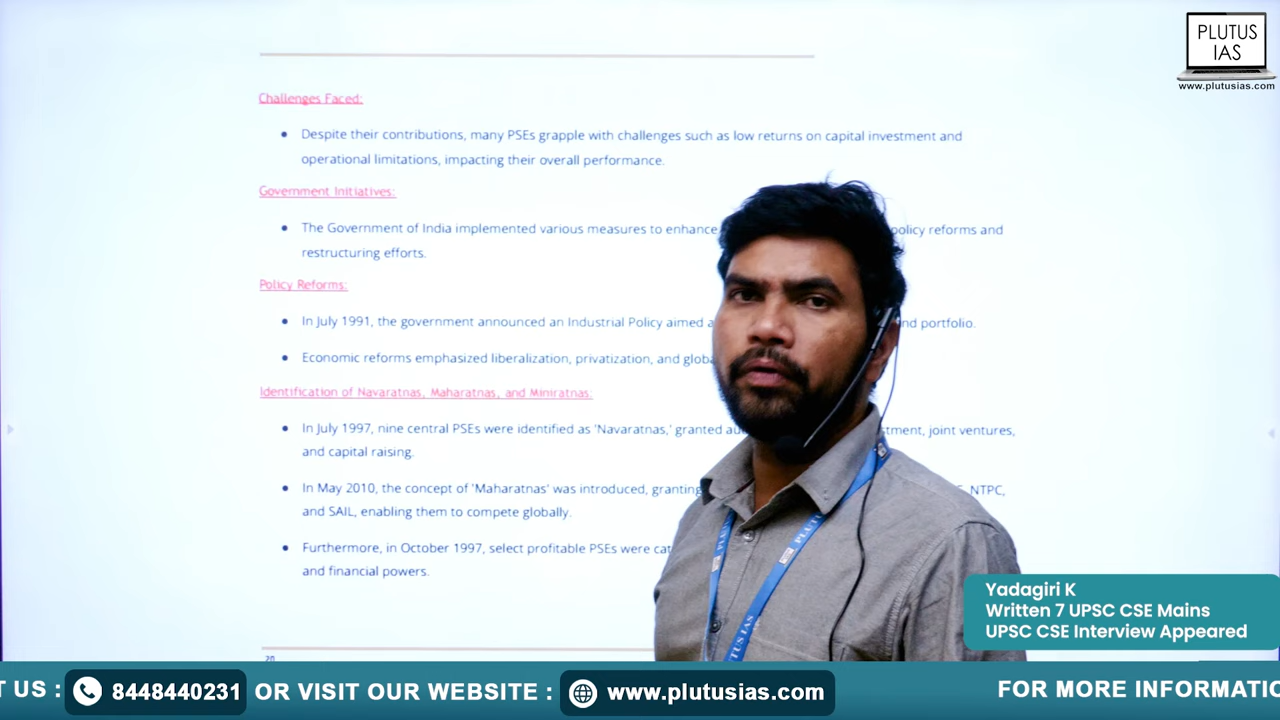 PLUTUS
IAS
www.plutusias.com
Challenges Faced:
Despite their contributions, many PSEs grapple with challenges such as low returns on capital investment and
operational limitations, impacting their overall performance.
Government Initiatives:
The Government of India implemented various measures to enhance policy reforms and
restructuring efforts.
Policy Reforms:
In July 1991, the government announced an Industrial Policy aimed portfolio.
Economic reforms emphasized liberalization, privatization, and
Identification of Navaratnas, Maharatnas, and Miniratnas:
In July 1997, nine central PSEs were identified as 'Navaratnas,' granted joint ventures,
and capital raising.
In May 2010, the concept of 'Maharatnas' was introduced, granting NTPC,
and SAIL, enabling them to compete globally.
Furthermore, in October 1997, select profitable PSEs were
and financial powers.
20
PLUTUS IAS
Yadagiri K
Written 7 UPSC CSE Mains
UPSC CSE Interview Appeared
T US : 8448440231 OR VISIT OUR WEBSITE : www.plutusias.com FOR MORE INFORMATIO